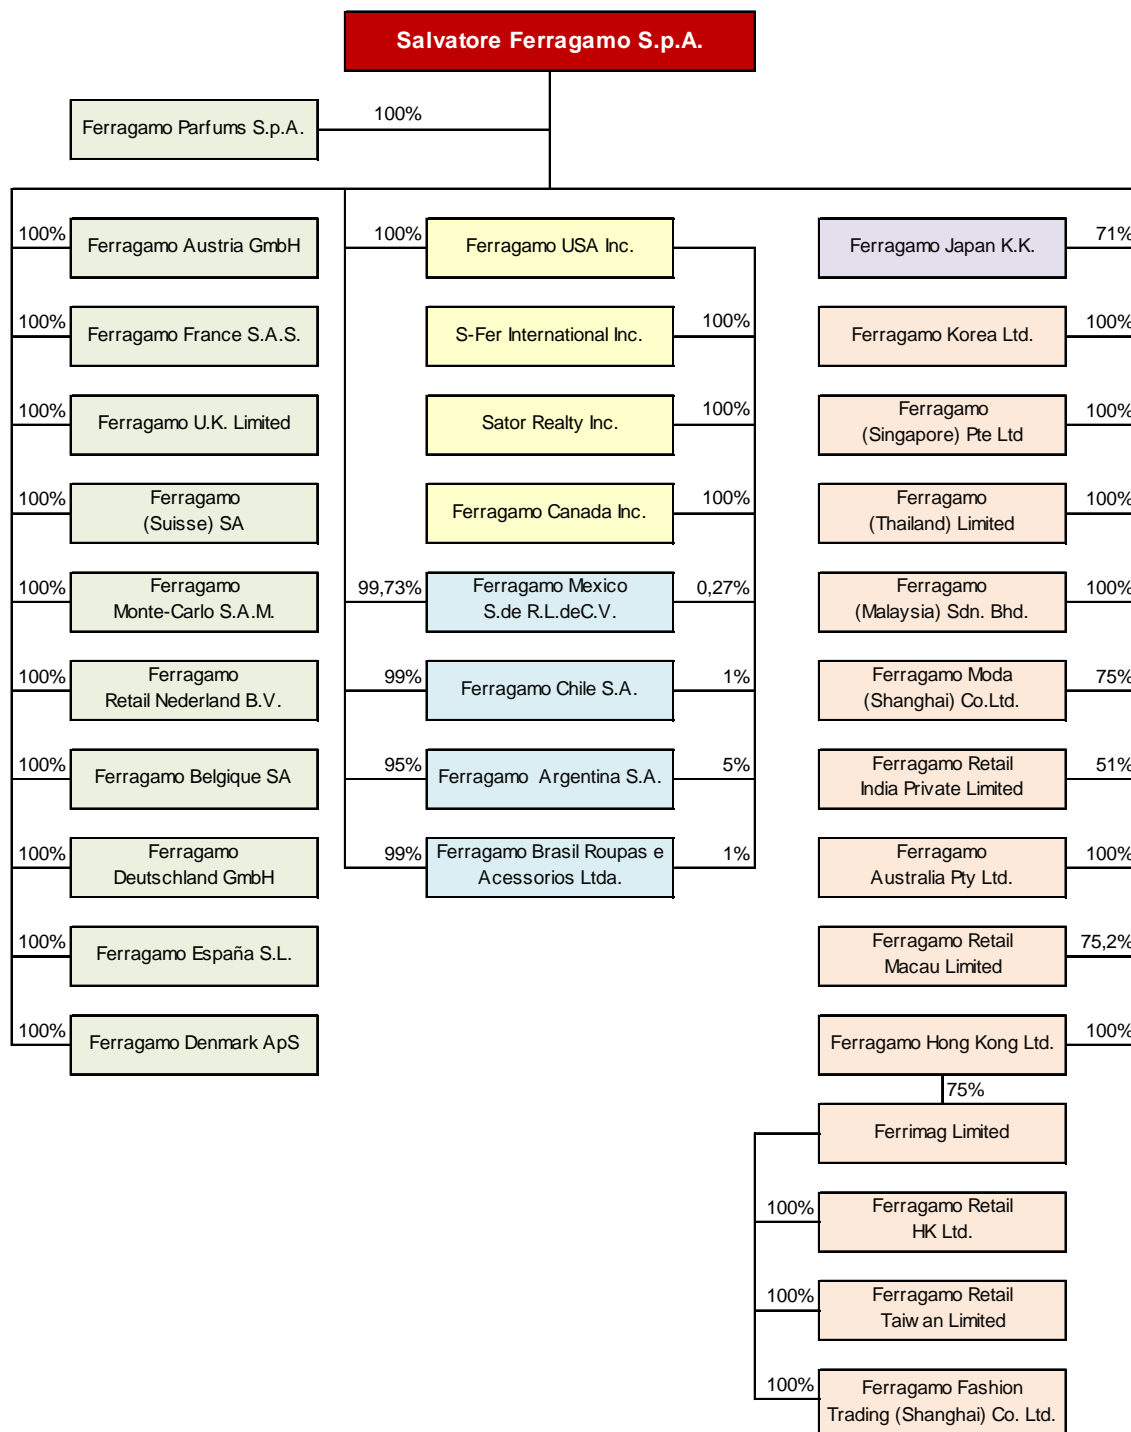 Salvatore Ferragamo S.p.A.
Ferragamo Parfums S.p.A.
100%
100%
Ferragamo Austria GmbH
100%
Ferragamo France S.A.S.
100%
Ferragamo U.K. Limited
100%
Ferragamo
(Suisse) SA
100%
Ferragamo
Monte-Carlo S.A.M.
100%
Ferragamo
Retail Nederland B.V.
100%
Ferragamo Belgique SA
100%
Ferragamo
Deutschland GmbH
100%
Ferragamo España S.L.
100%
Ferragamo Denmark ApS
100%
Ferragamo USA Inc.
S-Fer International Inc.
100%
Sator Realty Inc.
100%
Ferragamo Canada Inc.
100%
99,73%
Ferragamo Mexico
S.de R.L.deC.V.
0,27%
99%
Ferragamo Chile S.A.
1%
95%
Ferragamo Argentina S.A.
5%
99%
Ferragamo Brasil Roupas e
Acessorios Ltda.
1%
Ferragamo Japan K.K.
71%
Ferragamo Korea Ltd.
100%
Ferragamo
(Singapore) Pte Ltd
100%
Ferragamo
(Thailand) Limited
100%
Ferragamo
(Malaysia) Sdn. Bhd.
100%
Ferragamo Moda
(Shanghai) Co.Ltd.
75%
Ferragamo Retail
India Private Limited
51%
Ferragamo
Australia Pty Ltd.
100%
Ferragamo Retail
Macau Limited
75,2%
Ferragamo Hong Kong Ltd.
100%
75%
Ferrimag Limited
100%
Ferragamo Retail
HK Ltd.
100%
Ferragamo Retail
Taiwan Limited
100%
Ferragamo Fashion
Trading (Shanghai) Co. Ltd.